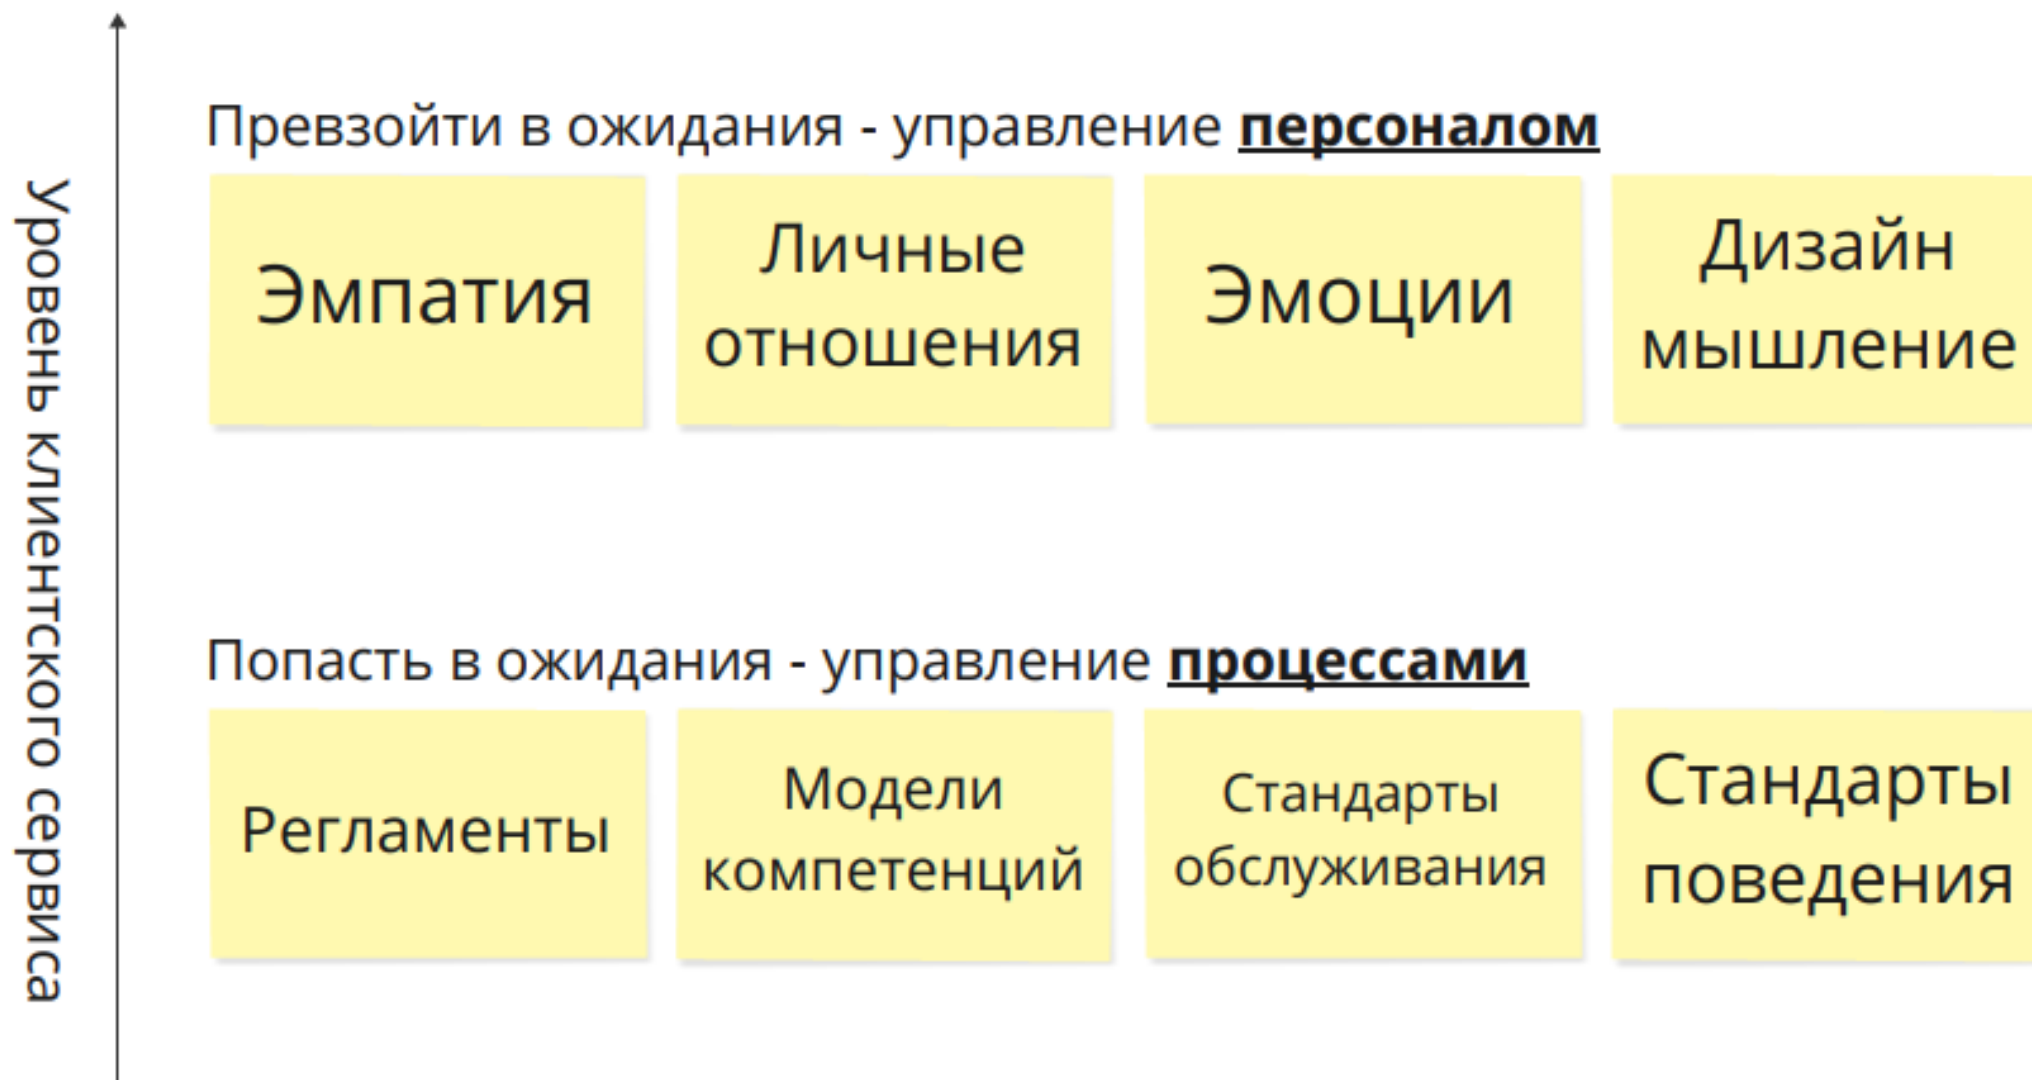 Уровень клиентского сервиса
Превзойти в ожидания - управление персоналом
Эмпатия
Личные
отношения
Эмоции
Дизайн
мышление
Попасть в ожидания - управление процессами
Регламенты
Модели
компетенций
Стандарты
обслуживания
Стандарты
поведения